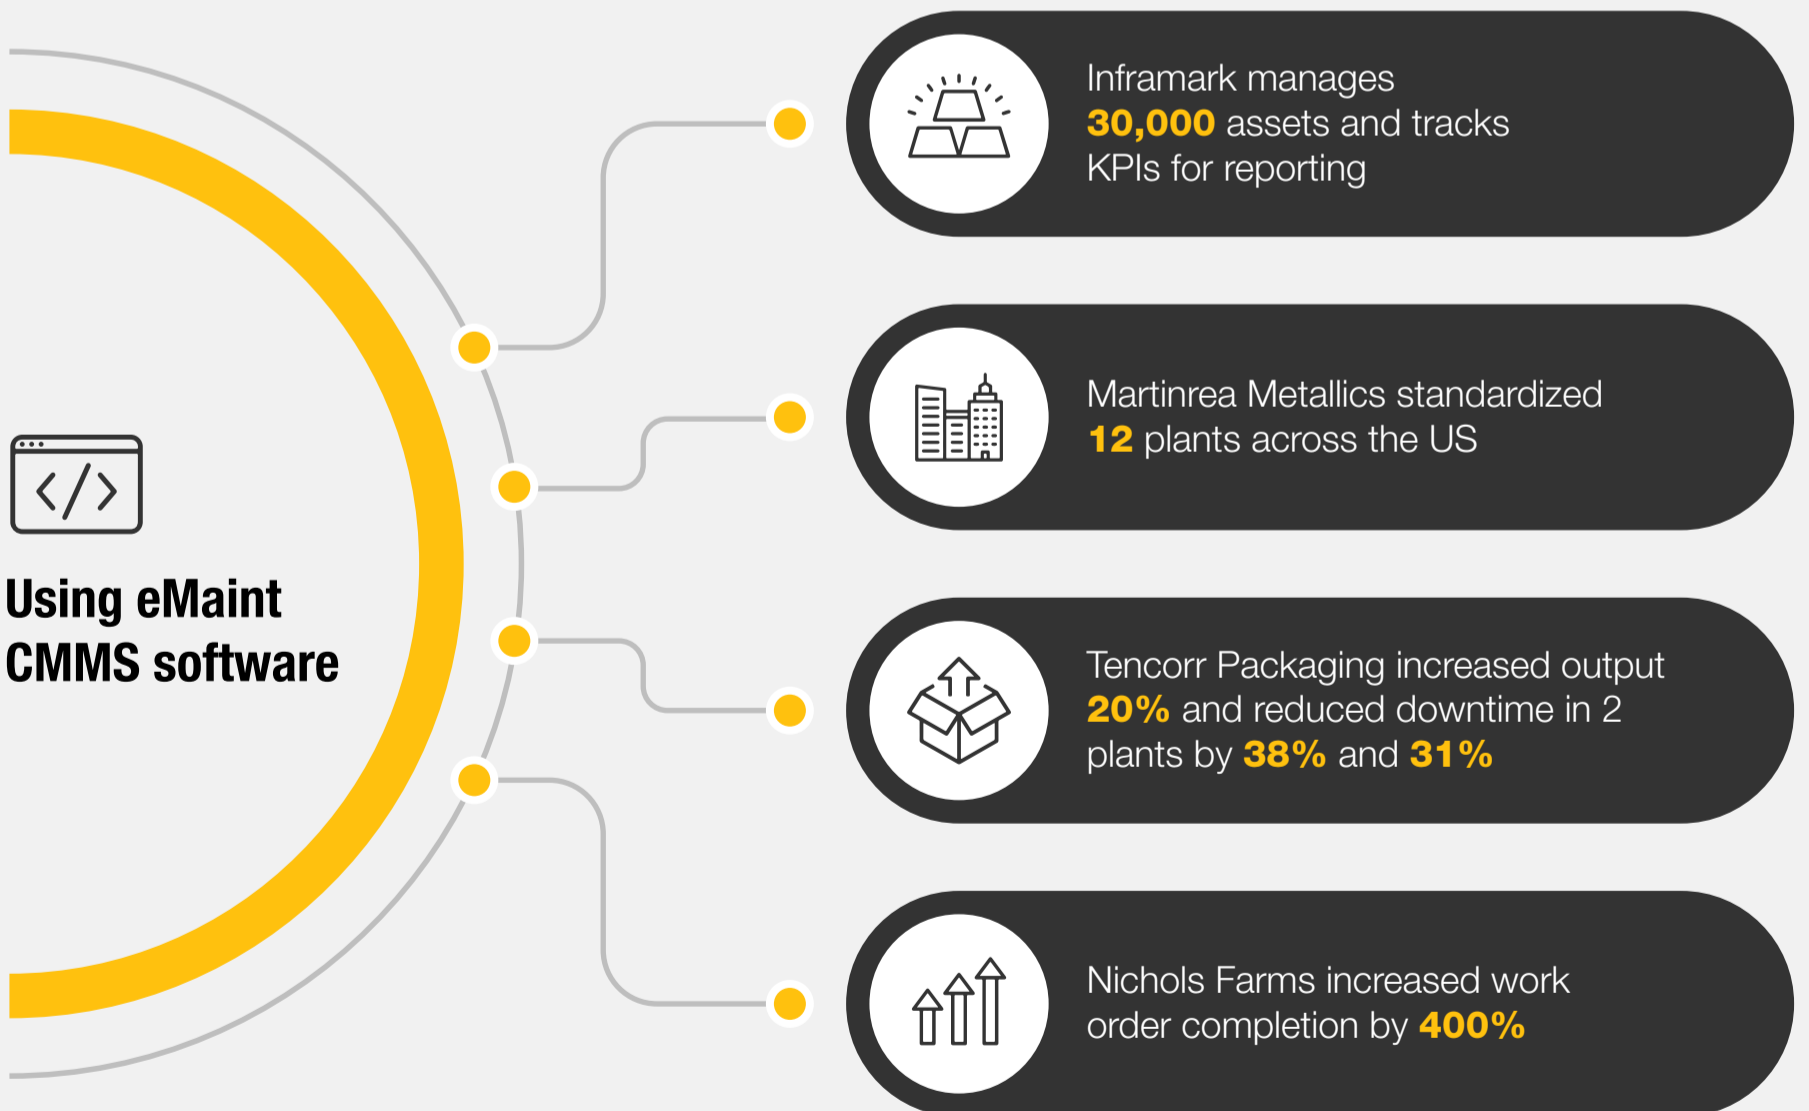 Using eMaint
CMMS software
Inframark manages
30,000 assets and tracks
KPIs for reporting
Martinrea Metallics standardized
12 plants across the US
Tencorr Packaging increased output
20% and reduced downtime in 2
plants by 38% and 31%
Nichols Farms increased work
order completion by 400%